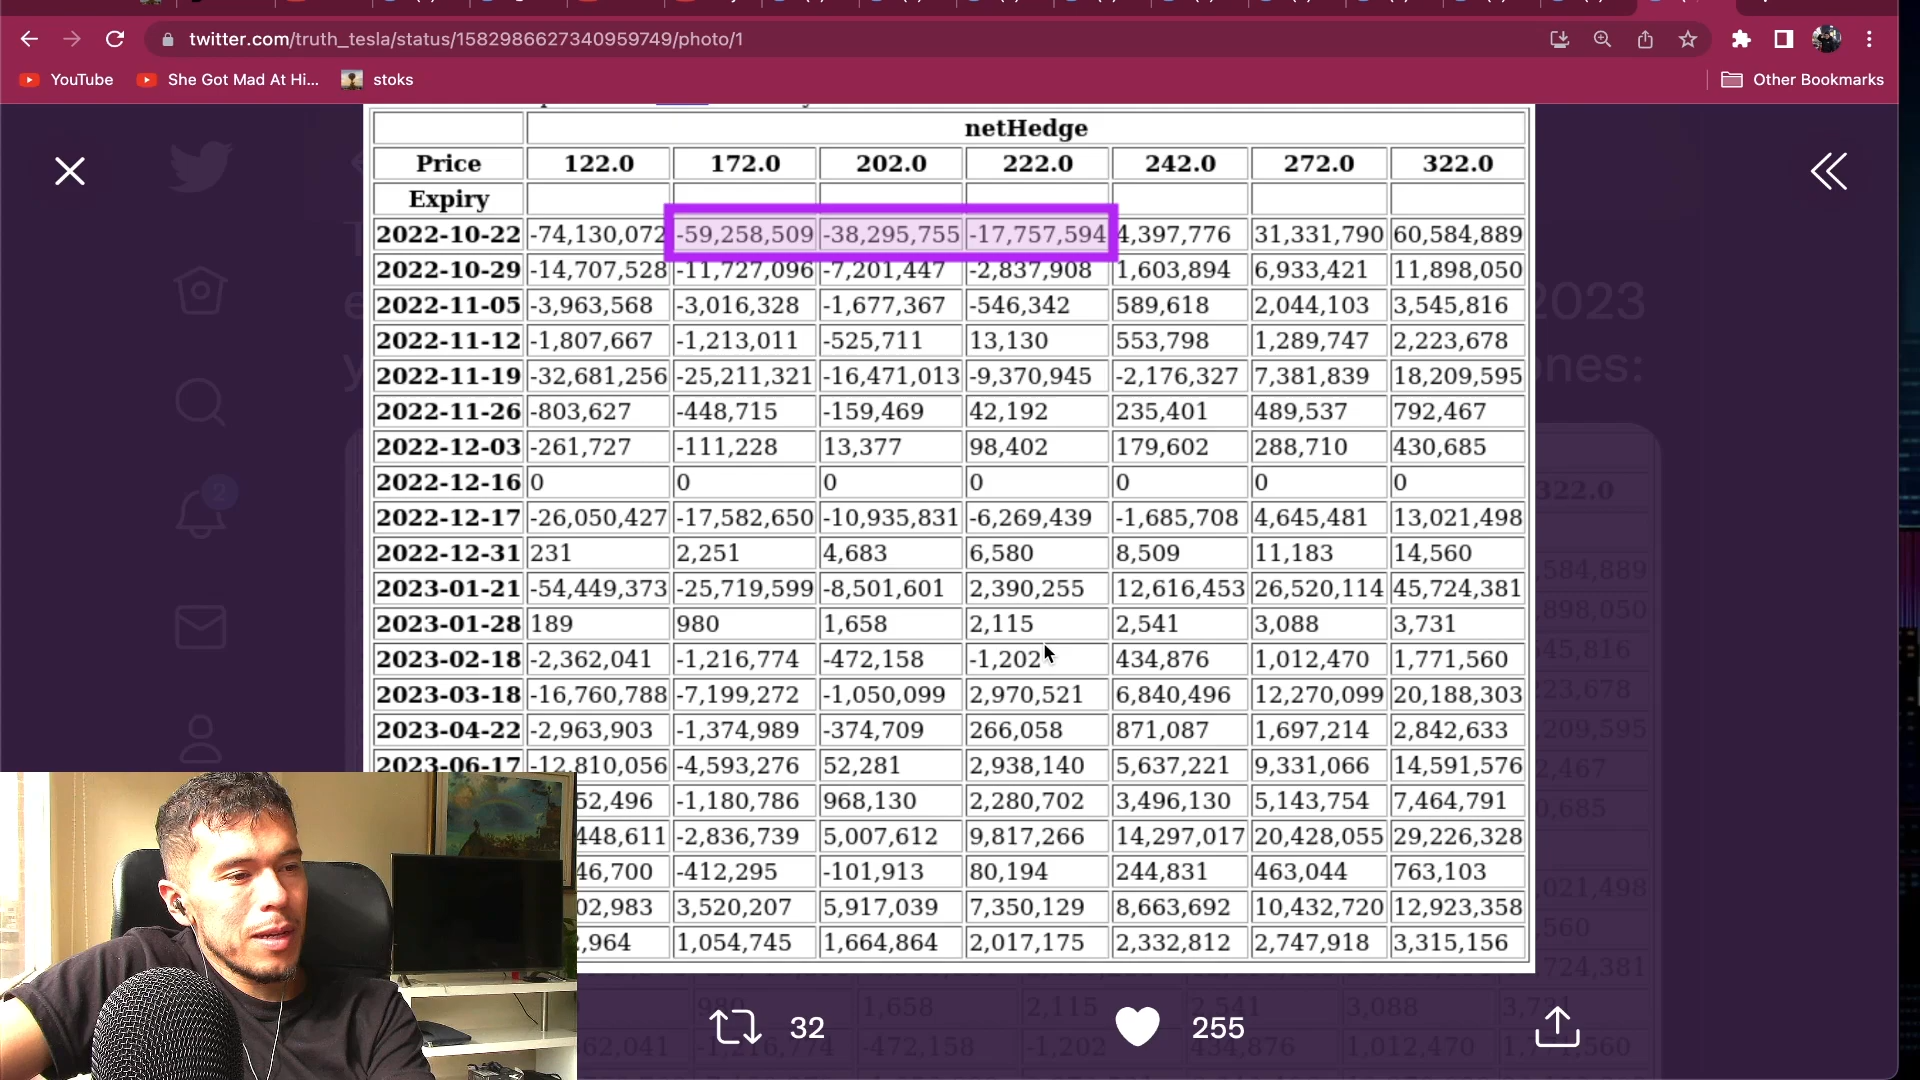 twitter.com/truth_tesla/status/1582986627340959749/photo/1
YouTube She Got Mad At Hi... stoks Other Bookmarks
netHedge
Price 122.0 172.0 202.0 222.0 242.0 272.0 322.0
Expiry
2022-10-22 -74,130,072 -59,258,509 -38,295,755 -17,757,594 4,397,776 31,331,790 60,584,889
2022-10-29 -14,707,528 -11,727,096 -7,201,447 -2,837,908 1,603,894 6,933,421 11,898,050
2022-11-05 -3,963,568 -3,016,328 -1,677,367 -546,342 589,618 2,044,103 3,545,816
2022-11-12 -1,807,667 -1,213,011 -525,711 13,130 553,798 1,289,747 2,223,678
2022-11-19 -32,681,256 -25,211,321 -16,471,013 -9,370,945 -2,176,327 7,381,839 18,209,595
2022-11-26 -803,627 -448,715 -159,469 42,192 235,401 489,537 792,467
2022-12-03 -261,727 -111,228 13,377 98,402 179,602 288,710 430,685
2022-12-16 0 0 0 0 0 0 0
2022-12-17 -26,050,427 -17,582,650 -10,935,831 -6,269,439 -1,685,708 4,645,481 13,021,498
2022-12-31 231 2,251 4,683 6,580 8,509 11,183 14,560
2023-01-21 -54,449,373 -25,719,599 -8,501,601 2,390,255 12,616,453 26,520,114 45,724,381
2023-01-28 189 980 1,658 2,115 2,541 3,088 3,731
2023-02-18 -2,362,041 -1,216,774 -472,158 -1,202 434,876 1,012,470 1,771,560
2023-03-18 -16,760,788 -7,199,272 -1,050,099 2,970,521 6,840,496 12,270,099 20,188,303
2023-04-22 -2,963,903 -1,374,989 -374,709 266,058 871,087 1,697,214 2,842,633
2023-06-17 -12,810,056 -4,593,276 52,281 2,938,140 5,637,221 9,331,066 14,591,576
52,496 -1,180,786 968,130 2,280,702 3,496,130 5,143,754 7,464,791
448,611 -2,836,739 5,007,612 9,817,266 14,297,017 20,428,055 29,226,328
46,700 -412,295 -101,913 80,194 244,831 463,044 763,103
02,983 3,520,207 5,917,039 7,350,129 8,663,692 10,432,720 12,923,358
,964 1,054,745 1,664,864 2,017,175 2,332,812 2,747,918 3,315,156
32 255